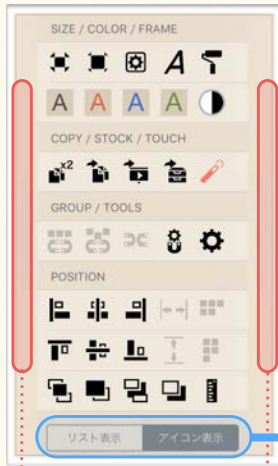 SIZE / COLOR / FRAME
A
A A A A
COPY / STOCK / TOUCH
x2
GROUP / TOOLS
POSITION
リスト表示 アイコン表示